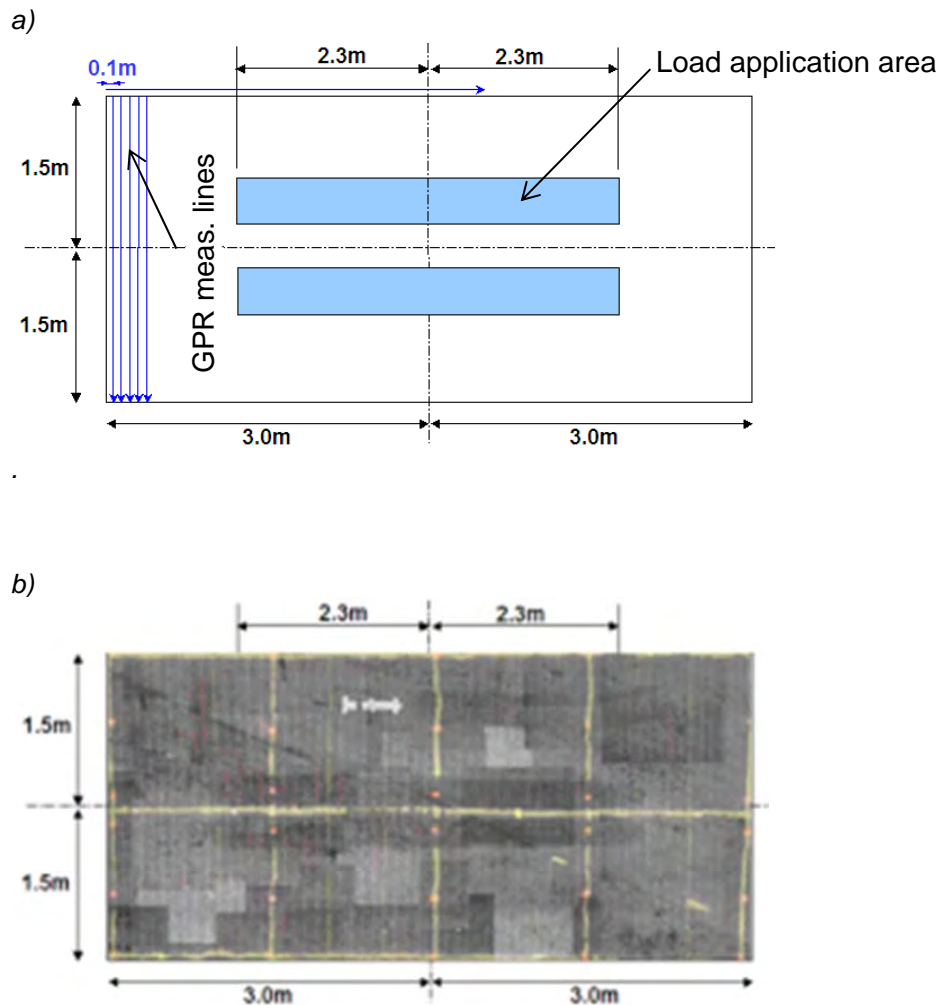 a)
2.3m
2.3m
Load application area
0.1m
1.5m
GPR meas. lines
1.5m
3.0m
3.0m
.
b)
2.3m
2.3m
1.5m
1.5m
3.0m
3.0m